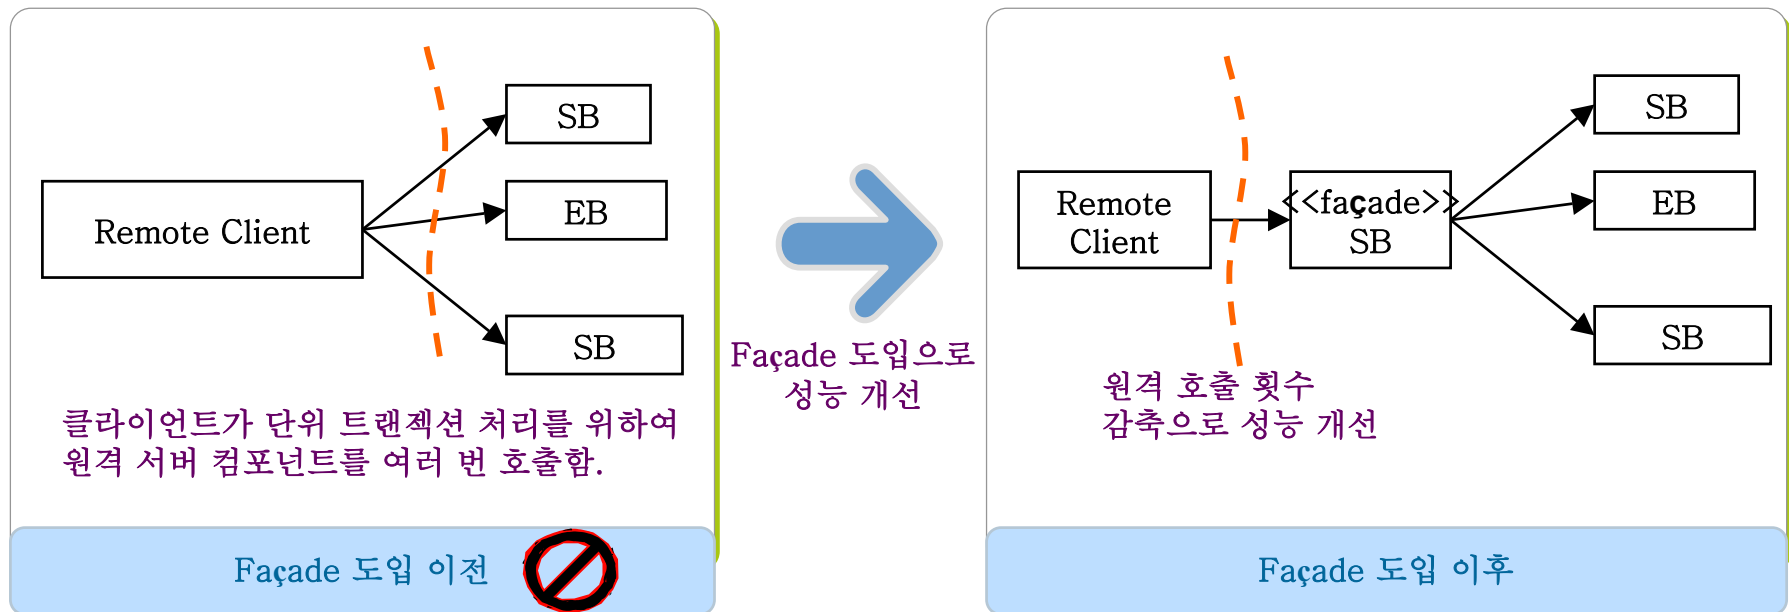 SB
EB
Remote Client
SB
클라이언트가 단위 트랜젝션 처리를 위하여
원격 서버 컴포넌트를 여러 번 호출함.
Façade 도입 이전
Façade 도입으로
성능 개선
SB
Remote
Client
<<façade>>
SB
EB
SB
원격 호출 횟수
감축으로 성능 개선
Façade 도입 이후